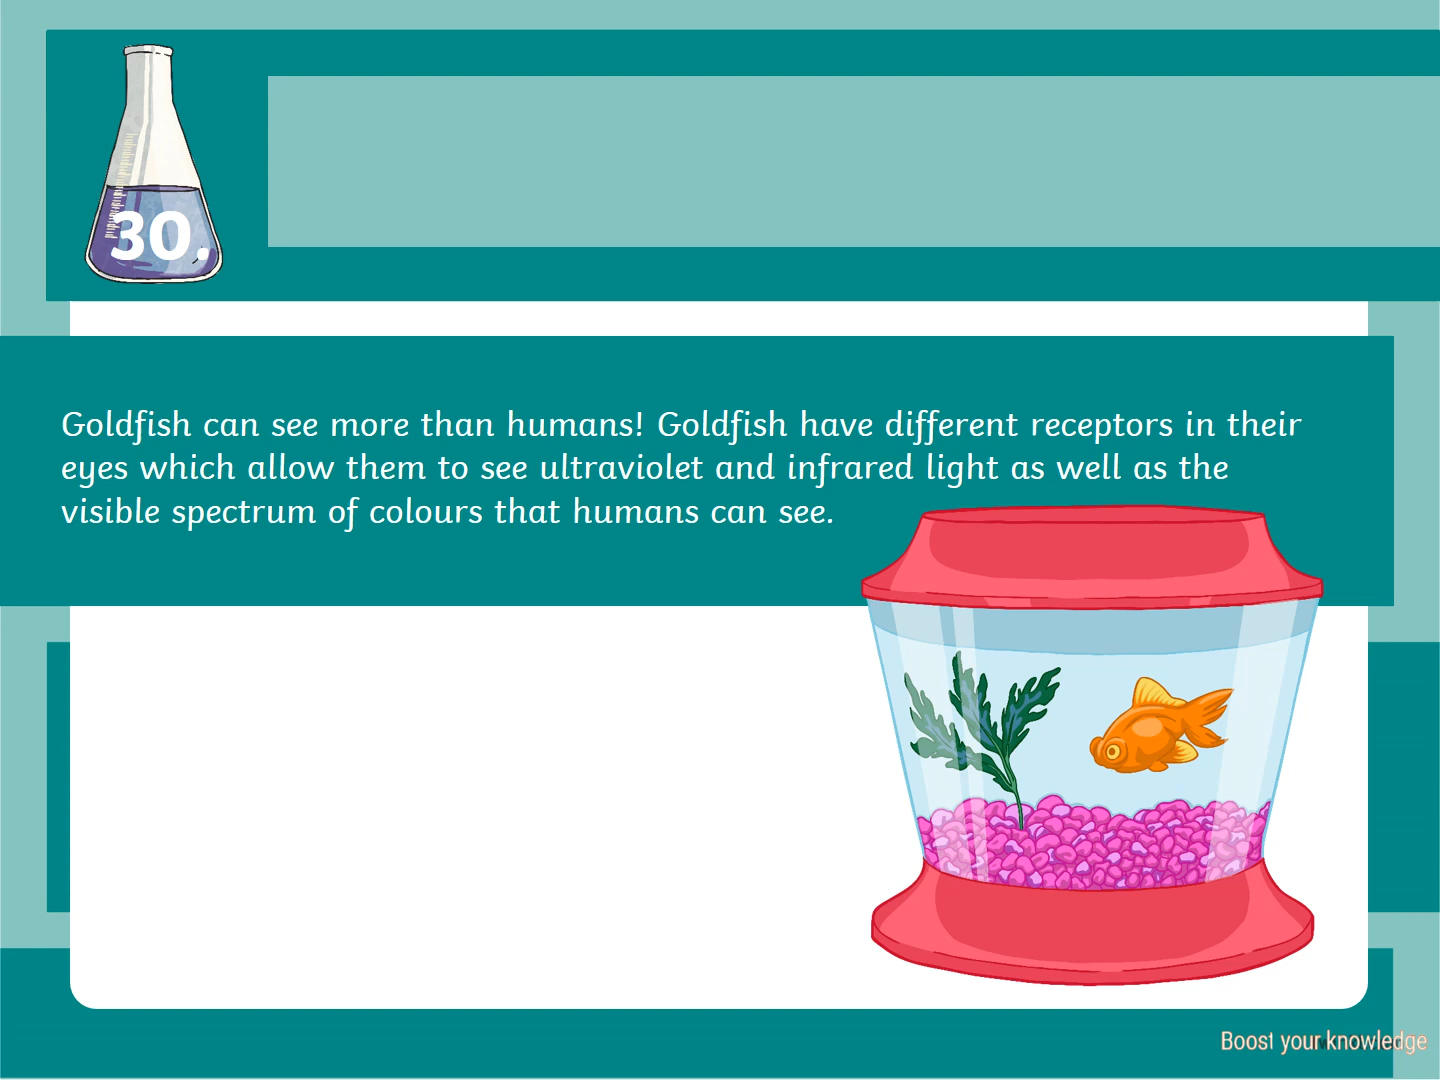 30.
Goldfish can see more than humans! Goldfish have different receptors in their
eyes which allow them to see ultraviolet and infrared light as well as the
visible spectrum of colours that humans can see.
Boost your knowledge